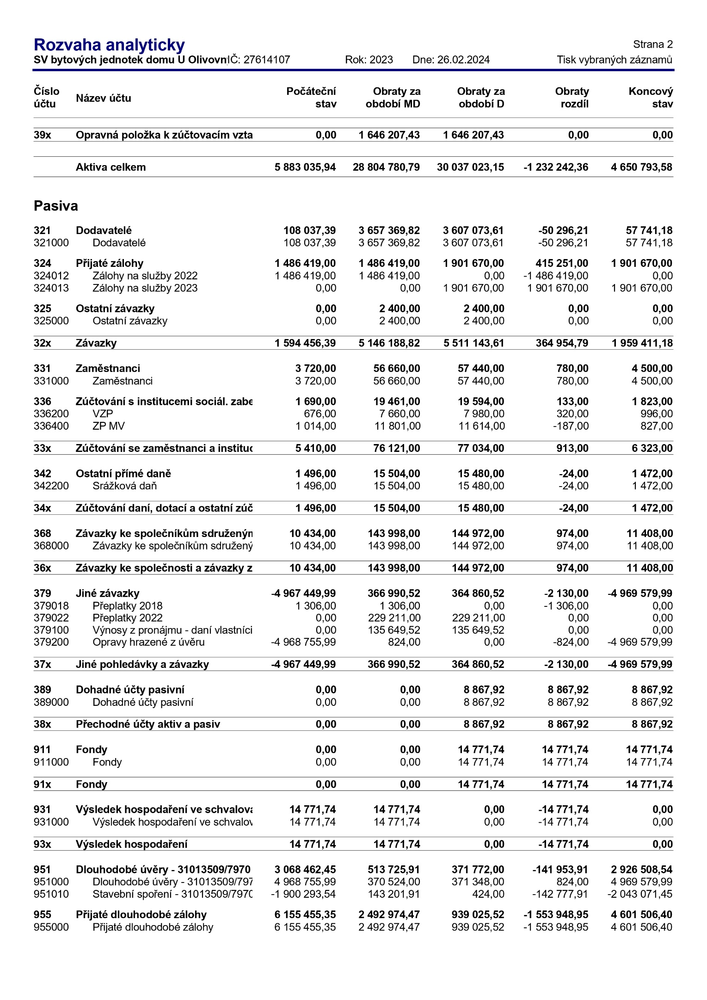 Rozvaha analyticky
Strana 2
SV bytových jednotek domu U Olivovn IČ: 27614107 Rok: 2023 Dne: 26.02.2024 Tisk vybraných záznamů
Číslo účtu Název účtu Počáteční stav Obraty za období MD Obraty za období D Obraty rozdíl Koncový stav
39x Opravná položka k zúčtovacím vzta 0,00 1 646 207,43 1 646 207,43 0,00 0,00
Aktiva celkem 5 883 035,94 28 804 780,79 30 037 023,15 -1 232 242,36 4 650 793,58
Pasiva
321 Dodavatelé 108 037,39 3 657 369,82 3 607 073,61 -50 296,21 57 741,18
321000 Dodavatelé 108 037,39 3 657 369,82 3 607 073,61 -50 296,21 57 741,18
324 Přijaté zálohy 1 486 419,00 1 486 419,00 1 901 670,00 415 251,00 1 901 670,00
324012 Zálohy na služby 2022 1 486 419,00 1 486 419,00 0,00 -1 486 419,00 0,00
324013 Zálohy na služby 2023 0,00 0,00 1 901 670,00 1 901 670,00 1 901 670,00
325 Ostatní závazky 0,00 2 400,00 2 400,00 0,00 0,00
325000 Ostatní závazky 0,00 2 400,00 2 400,00 0,00 0,00
32x Závazky 1 594 456,39 5 146 188,82 5 511 143,61 364 954,79 1 959 411,18
331 Zaměstnanci 3 720,00 56 660,00 57 440,00 780,00 4 500,00
331000 Zaměstnanci 3 720,00 56 660,00 57 440,00 780,00 4 500,00
336 Zúčtování s institucemi sociál. zabe 1 690,00 19 461,00 19 594,00 133,00 1 823,00
336200 VZP 676,00 7 660,00 7 980,00 320,00 996,00
336400 ZP MV 1 014,00 11 801,00 11 614,00 -187,00 827,00
33x Zúčtování se zaměstnanci a instituc 5 410,00 76 121,00 77 034,00 913,00 6 323,00
342 Ostatní přímé daně 1 496,00 15 504,00 15 480,00 -24,00 1 472,00
342200 Srážková daň 1 496,00 15 504,00 15 480,00 -24,00 1 472,00
34x Zúčtování daní, dotací a ostatní zúč 1 496,00 15 504,00 15 480,00 -24,00 1 472,00
368 Závazky ke společníkům sdruženým 10 434,00 143 998,00 144 972,00 974,00 11 408,00
368000 Závazky ke společníkům sdružený 10 434,00 143 998,00 144 972,00 974,00 11 408,00
36x Závazky ke společnosti a závazky z 10 434,00 143 998,00 144 972,00 974,00 11 408,00
379 Jiné závazky -4 967 449,99 366 990,52 364 860,52 -2 130,00 -4 969 579,99
379018 Přeplatky 2018 1 306,00 1 306,00 0,00 -1 306,00 0,00
379022 Přeplatky 2022 0,00 229 211,00 229 211,00 0,00 0,00
379100 Výnosy z pronájmu - daní vlastníci 0,00 135 649,52 135 649,52 0,00 0,00
379200 Opravy hrazené z úvěru -4 968 755,99 824,00 0,00 -824,00 -4 969 579,99
37x Jiné pohledávky a závazky -4 967 449,99 366 990,52 364 860,52 -2 130,00 -4 969 579,99
389 Dohadné účty pasivní 0,00 0,00 8 867,92 8 867,92 8 867,92
389000 Dohadné účty pasivní 0,00 0,00 8 867,92 8 867,92 8 867,92
38x Přechodné účty aktiv a pasiv 0,00 0,00 8 867,92 8 867,92 8 867,92
911 Fondy 0,00 0,00 14 771,74 14 771,74 14 771,74
911000 Fondy 0,00 0,00 14 771,74 14 771,74 14 771,74
91x Fondy 0,00 0,00 14 771,74 14 771,74 14 771,74
931 Výsledek hospodaření ve schvalova 14 771,74 14 771,74 0,00 -14 771,74 0,00
931000 Výsledek hospodaření ve schvalov 14 771,74 14 771,74 0,00 -14 771,74 0,00
93x Výsledek hospodaření 14 771,74 14 771,74 0,00 -14 771,74 0,00
951 Dlouhodobé úvěry - 31013509/7970 3 068 462,45 513 725,91 371 772,00 -141 953,91 2 926 508,54
951000 Dlouhodobé úvěry - 31013509/797 4 968 755,99 370 524,00 371 348,00 824,00 4 969 579,99
951010 Stavební spoření - 31013509/7970 -1 900 293,54 143 201,91 424,00 -142 777,91 -2 043 071,45
955 Přijaté dlouhodobé zálohy 6 155 455,35 2 492 974,47 939 025,52 -1 553 948,95 4 601 506,40
955000 Přijaté dlouhodobé zálohy 6 155 455,35 2 492 974,47 939 025,52 -1 553 948,95 4 601 506,40